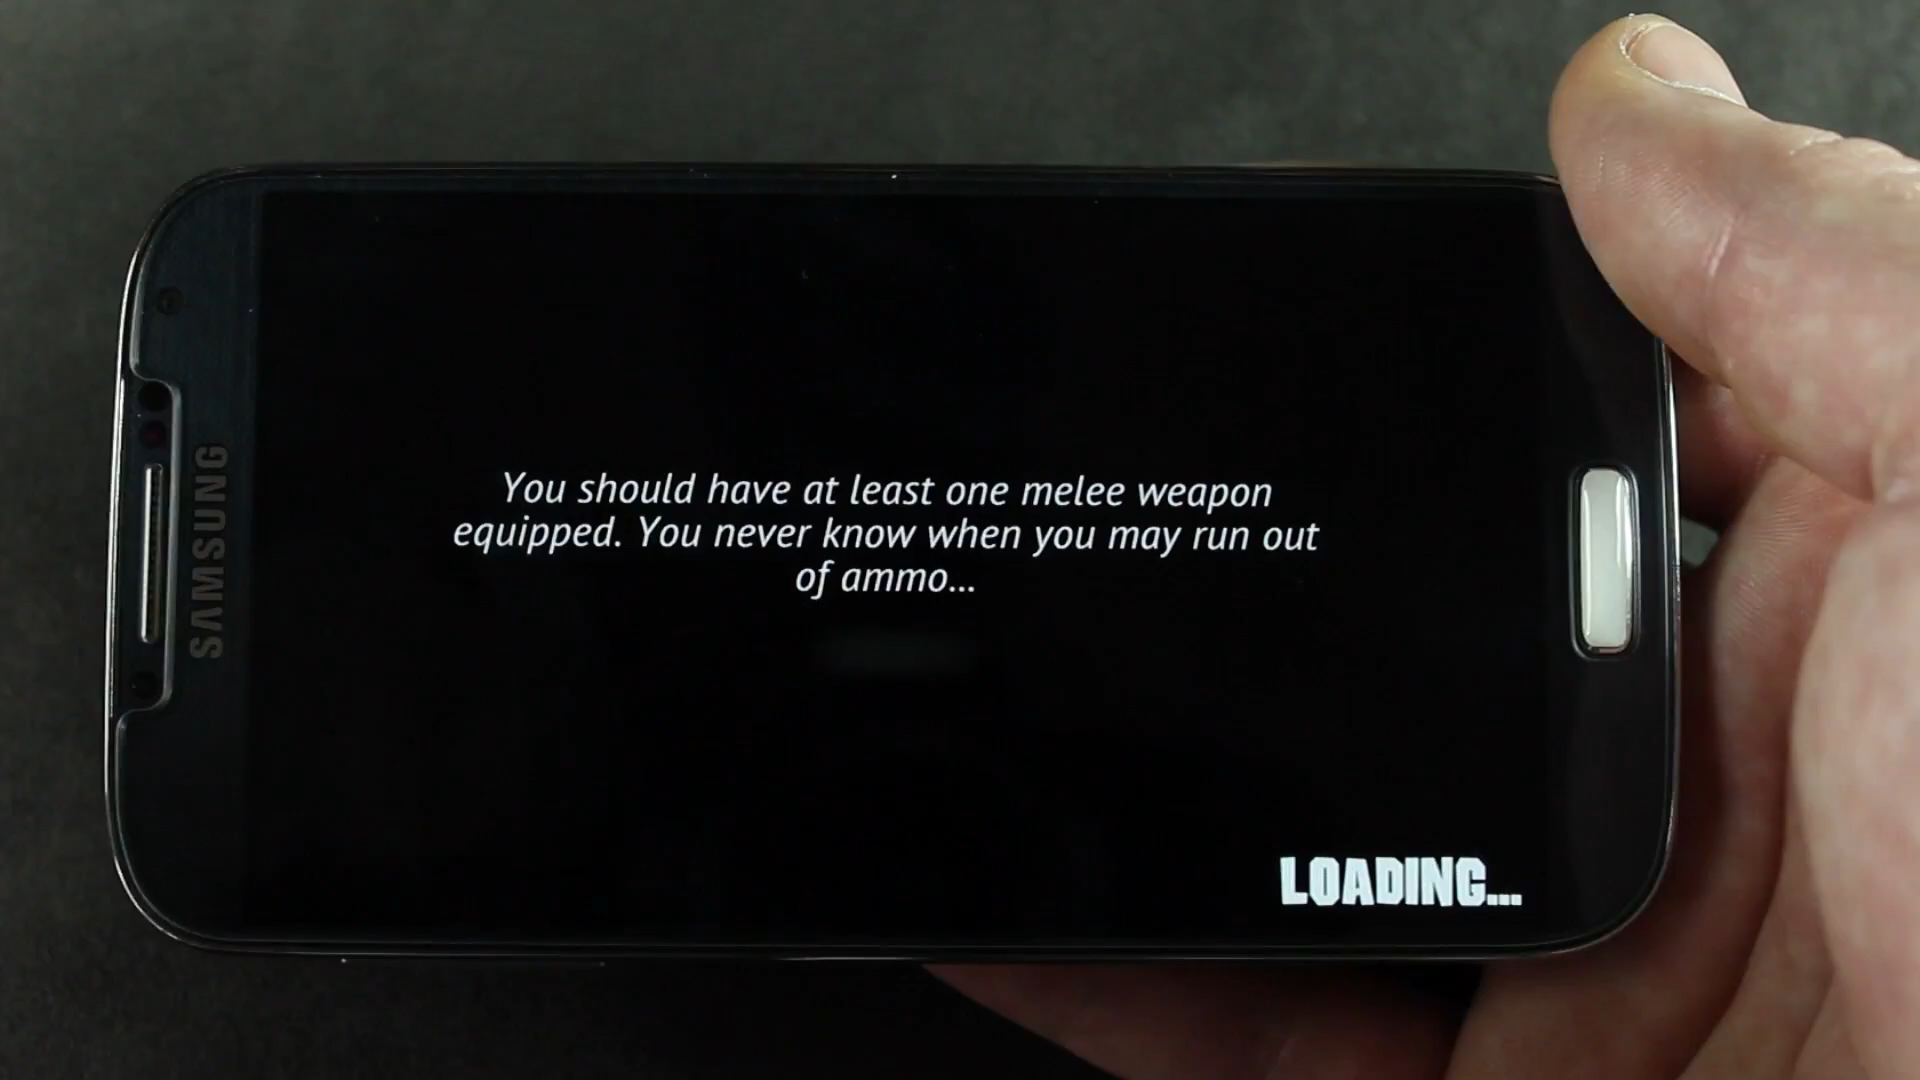 SAMSUNG
You should have at least one melee weapon
equipped. You never know when you may run out
of ammo...
LOADING...